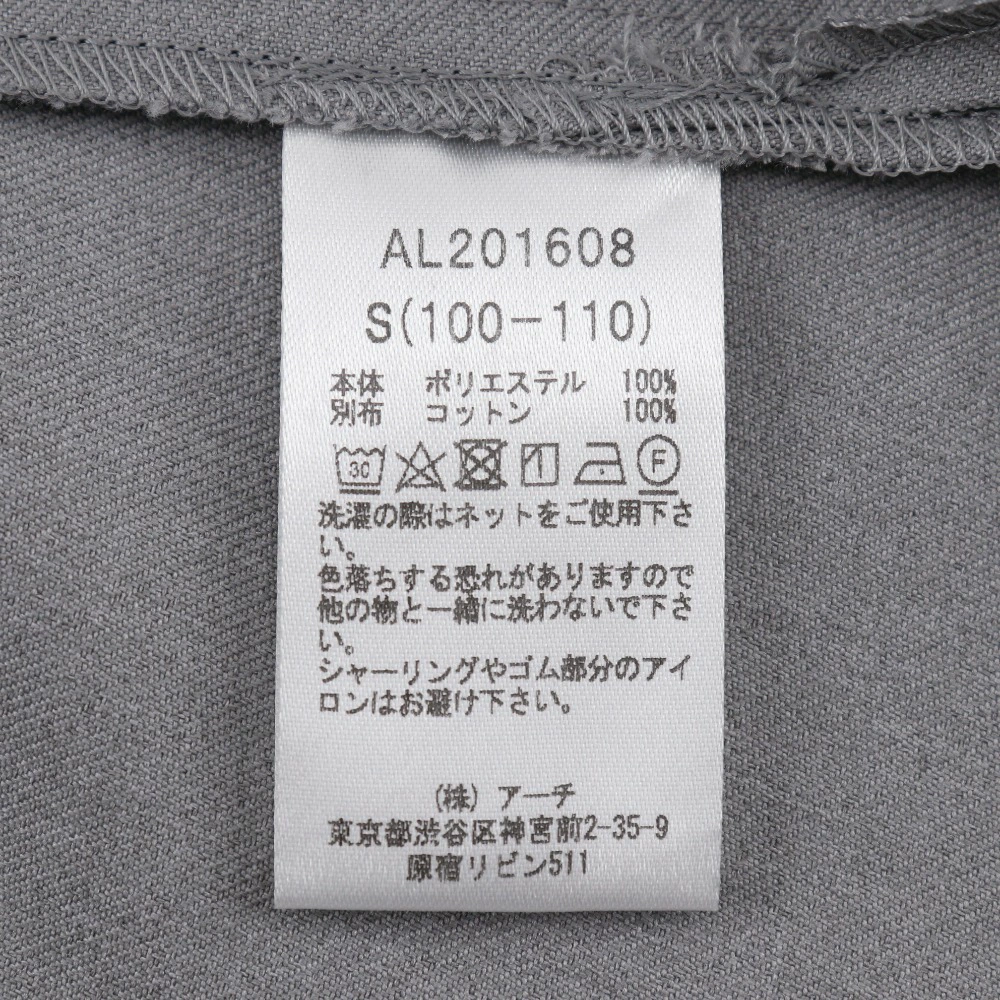 AL201608
S(100-110)
本体 ポリエステル 100%
別布 コットン 100%
30 F
洗濯の際はネットをご使用下さ
い。
色落ちする恐れがありますので
他の物と一緒に洗わないで下さ
い。
シャーリングやゴム部分のアイ
ロンはお避け下さい。
(株) アーチ
東京都渋谷区神宮前2-35-9
原宿リビン511